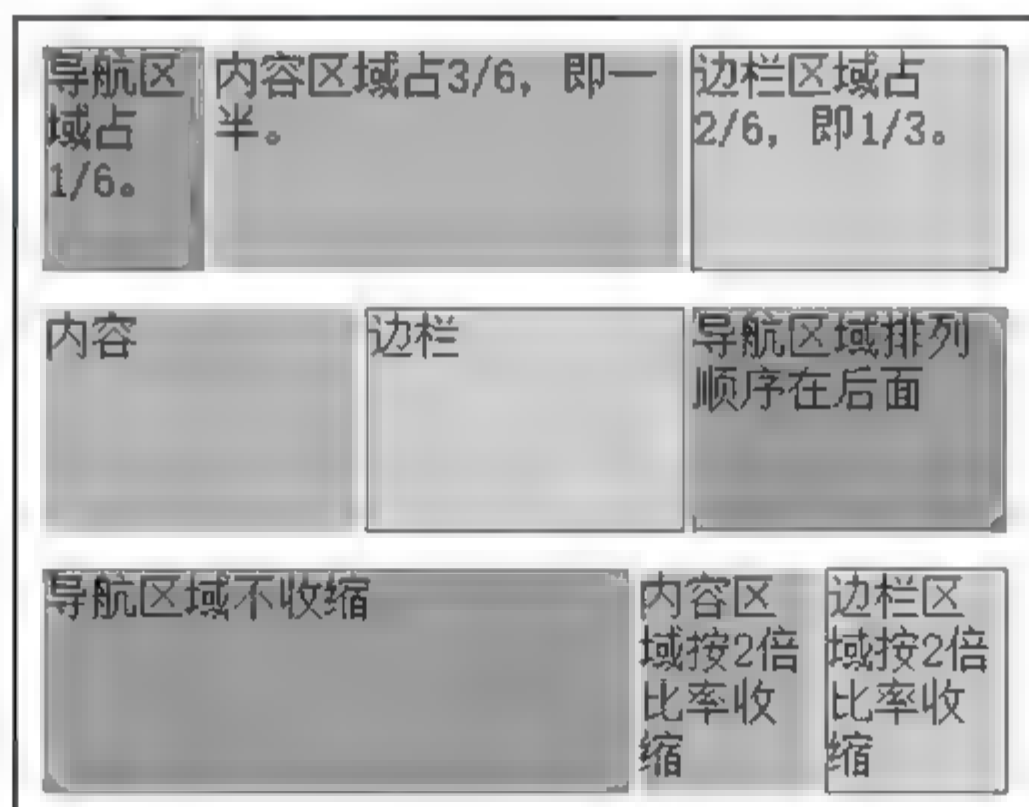 导航区
域占
1/6。
内容区域占3/6，即一
半。
边栏区域占
2/6，即1/3。
内容
边栏
导航区域排列
顺序在后面
导航区域不收缩
内容区
域按2倍
比率收
缩
边栏区
域按2倍
比率收
缩